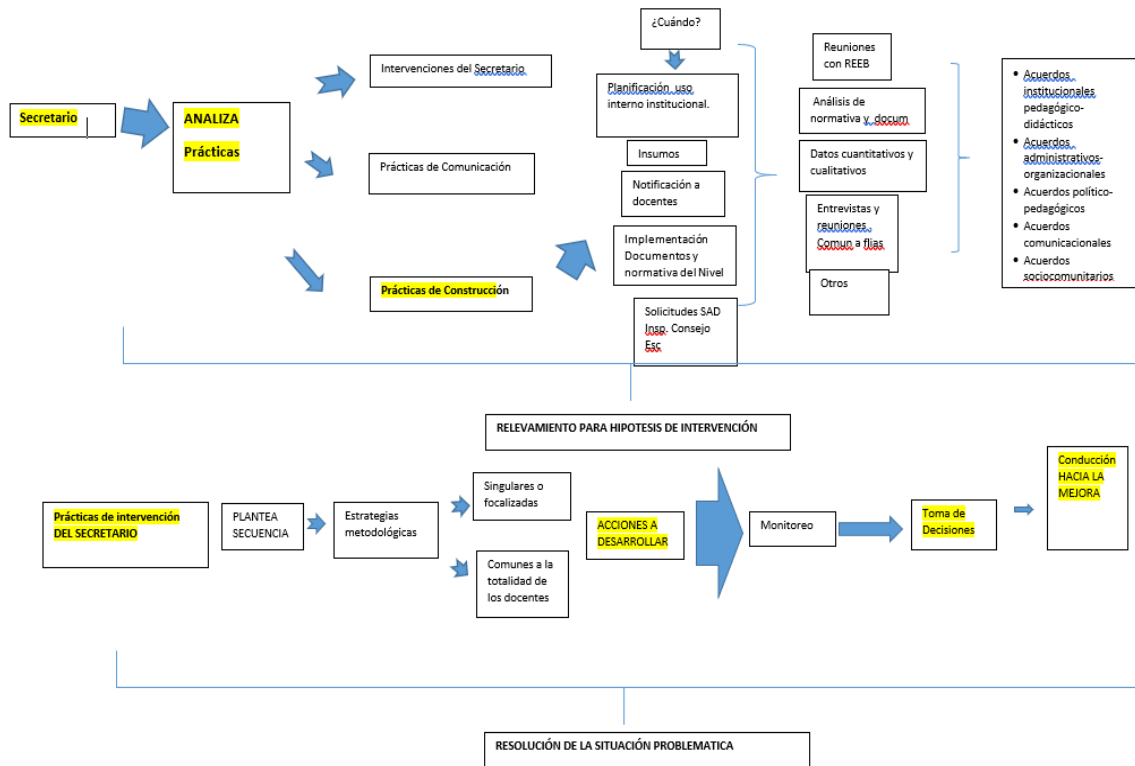 Secretario
ANALIZA
Prácticas
Intervenciones del Secretario
Prácticas de Comunicación
Prácticas de Construcción
¿Cuándo?
Planificación uso
interno institucional.
Insumos
Notificación a
docentes
Implementación
Documentos y
normativa del Nivel
Solicitudes SAD
Insp. Consejo
Esc
Reuniones
con REEB
Análisis de
normativa y docum
Datos cuantitativos y
cualitativos
Entrevistas y
reuniones
Comun a flias
Otros
• Acuerdos
institucionales
pedagógico-
didácticos
• Acuerdos
administrativos-
organizacionales
• Acuerdos político-
pedagógicos
• Acuerdos
comunicacionales
• Acuerdos
sociocomunitarios
RELEVAMIENTO PARA HIPOTESIS DE INTERVENCIÓN
Prácticas de intervención
DEL SECRETARIO
PLANTEA
SECUENCIA
Estrategias
metodológicas
Singulares o
focalizadas
Comunes a la
totalidad de
los docentes
ACCIONES A
DESARROLLAR
Monitoreo
Toma de
Decisiones
Conducción
HACIA LA
MEJORA
RESOLUCIÓN DE LA SITUACIÓN PROBLEMATICA